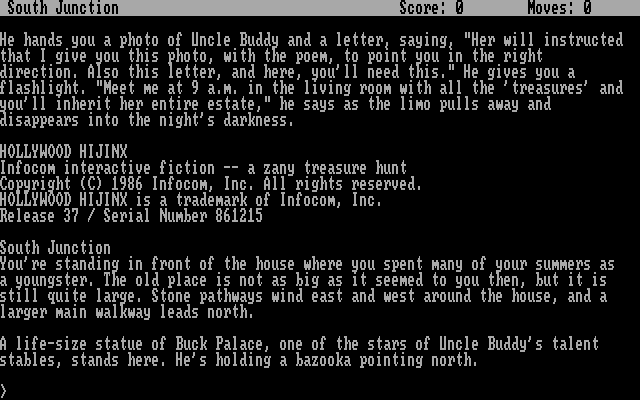 South Junction Score: 0 Moves: 0
He hands you a photo of Uncle Buddy and a letter, saying, "Her will instructed
that I give you this photo, with the poem, to point you in the right
direction. Also this letter, and here, you'll need this." He gives you a
flashlight. "Meet me at 9 a.m. in the living room with all the 'treasures' and
you'll inherit her entire estate," he says as the limo pulls away and
disappears into the night's darkness.
HOLLYWOOD HIJINX
Infocom interactive fiction -- a zany treasure hunt
Copyright (C) 1986 Infocom, Inc. All rights reserved.
HOLLYWOOD HIJINX is a trademark of Infocom, Inc.
Release 37 / Serial Number 861215
South Junction
You're standing in front of the house where you spent many of your summers as
a youngster. The old place is not as big as it seemed to you then, but it is
still quite large. Stone pathways wind east and west around the house, and a
larger main walkway leads north.
A life-size statue of Buck Palace, one of the stars of Uncle Buddy's talent
stables, stands here. He's holding a bazooka pointing north.
>